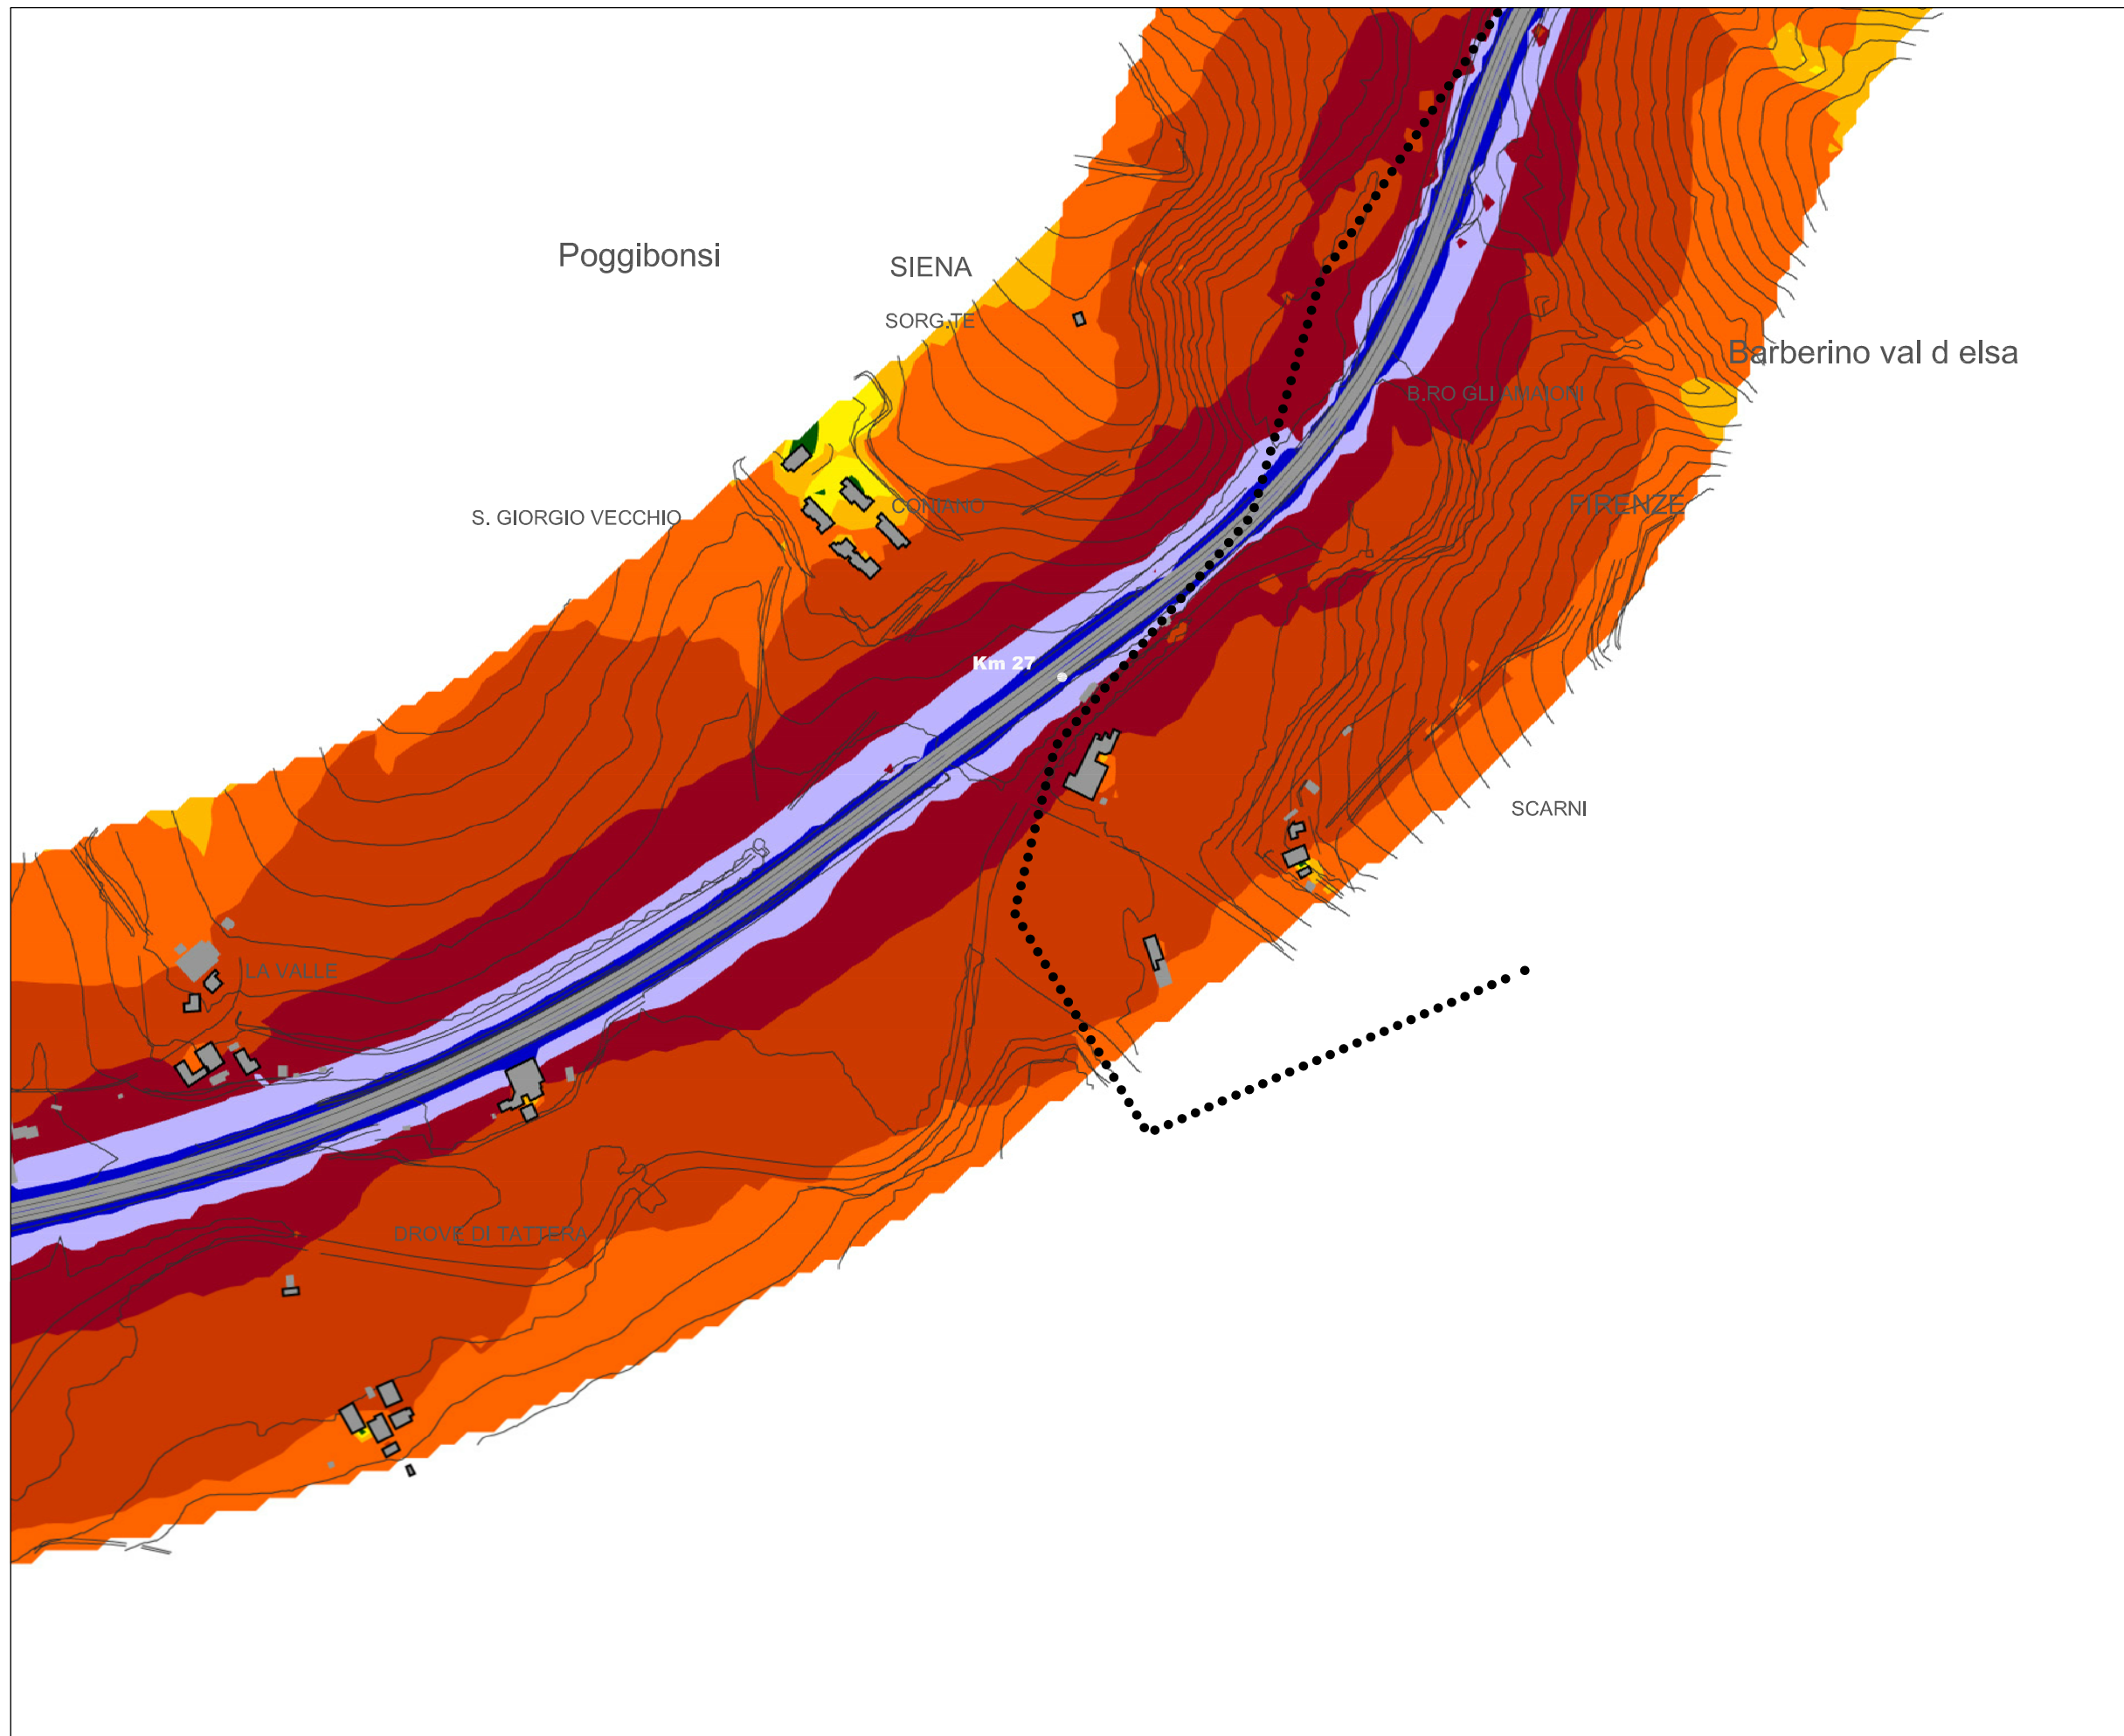 Poggibonsi
SIENA
SORG.TE
Barberino val d elsa
B.RO GLI AMAIONI
FIRENZE
CONIANO
S. GIORGIO VECCHIO
Km 27
SCARNI
LA VALLE
DROVE DI TATTERA